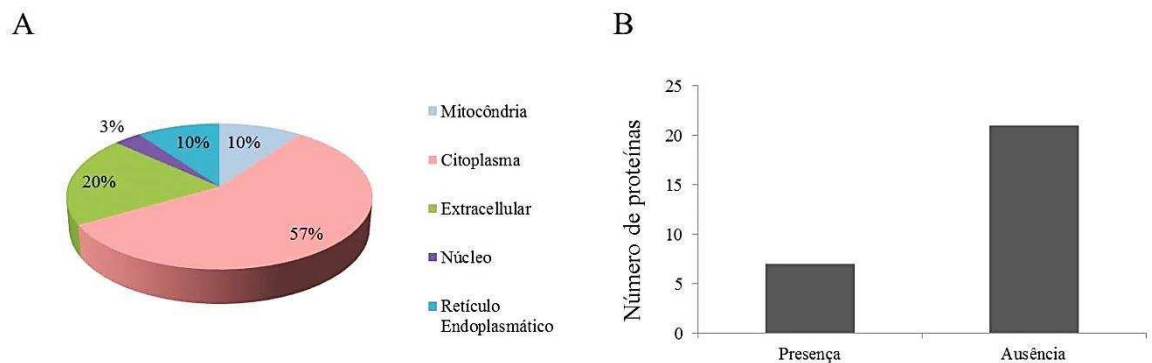 A
3%
10%
10%
20%
57%
Mitocôndria
Citoplasma
Extracellular
Núcleo
Retículo
Endoplasmático
B
Número de proteínas
25
20
15
10
5
0
Presença
Ausência